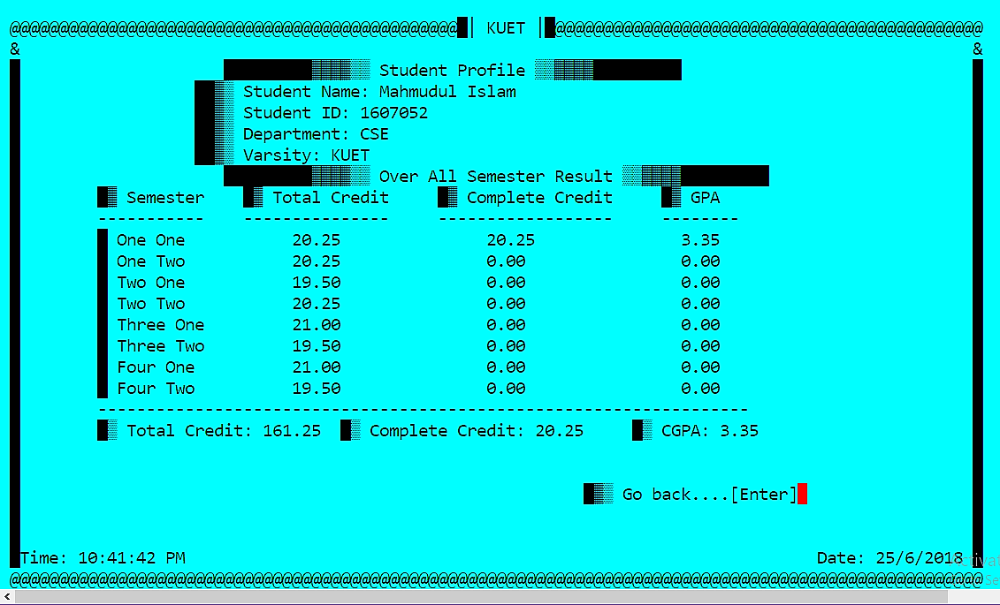 @@@@@@@@@@@@@@@@@@@@@@@@@@@@@@@@@@@@@@@@@@@@@@ | KUET | @@@@@@@@@@@@@@@@@@@@@@@@@@@@@@@@@@@@@@@@@@@@
& &
Student Profile
Student Name: Mahmudul Islam
Student ID: 1607052
Department: CSE
Varsity: KUET
Over All Semester Result
Semester Total Credit Complete Credit GPA
----------- --------------- ------------------ --------
One One 20.25 20.25 3.35
One Two 20.25 0.00 0.00
Two One 19.50 0.00 0.00
Two Two 20.25 0.00 0.00
Three One 21.00 0.00 0.00
Three Two 19.50 0.00 0.00
Four One 21.00 0.00 0.00
Four Two 19.50 0.00 0.00
-------------------------------------------------------------------
Total Credit: 161.25 Complete Credit: 20.25 CGPA: 3.35
Go back....[Enter]
Time: 10:41:42 PM Date: 25/6/2018
@@@@@@@@@@@@@@@@@@@@@@@@@@@@@@@@@@@@@@@@@@@@@@@@@@@@@@@@@@@@@@@@@@@@@@@@@@@@@@@@@@@@@@@@@@@@@@@@@@@@